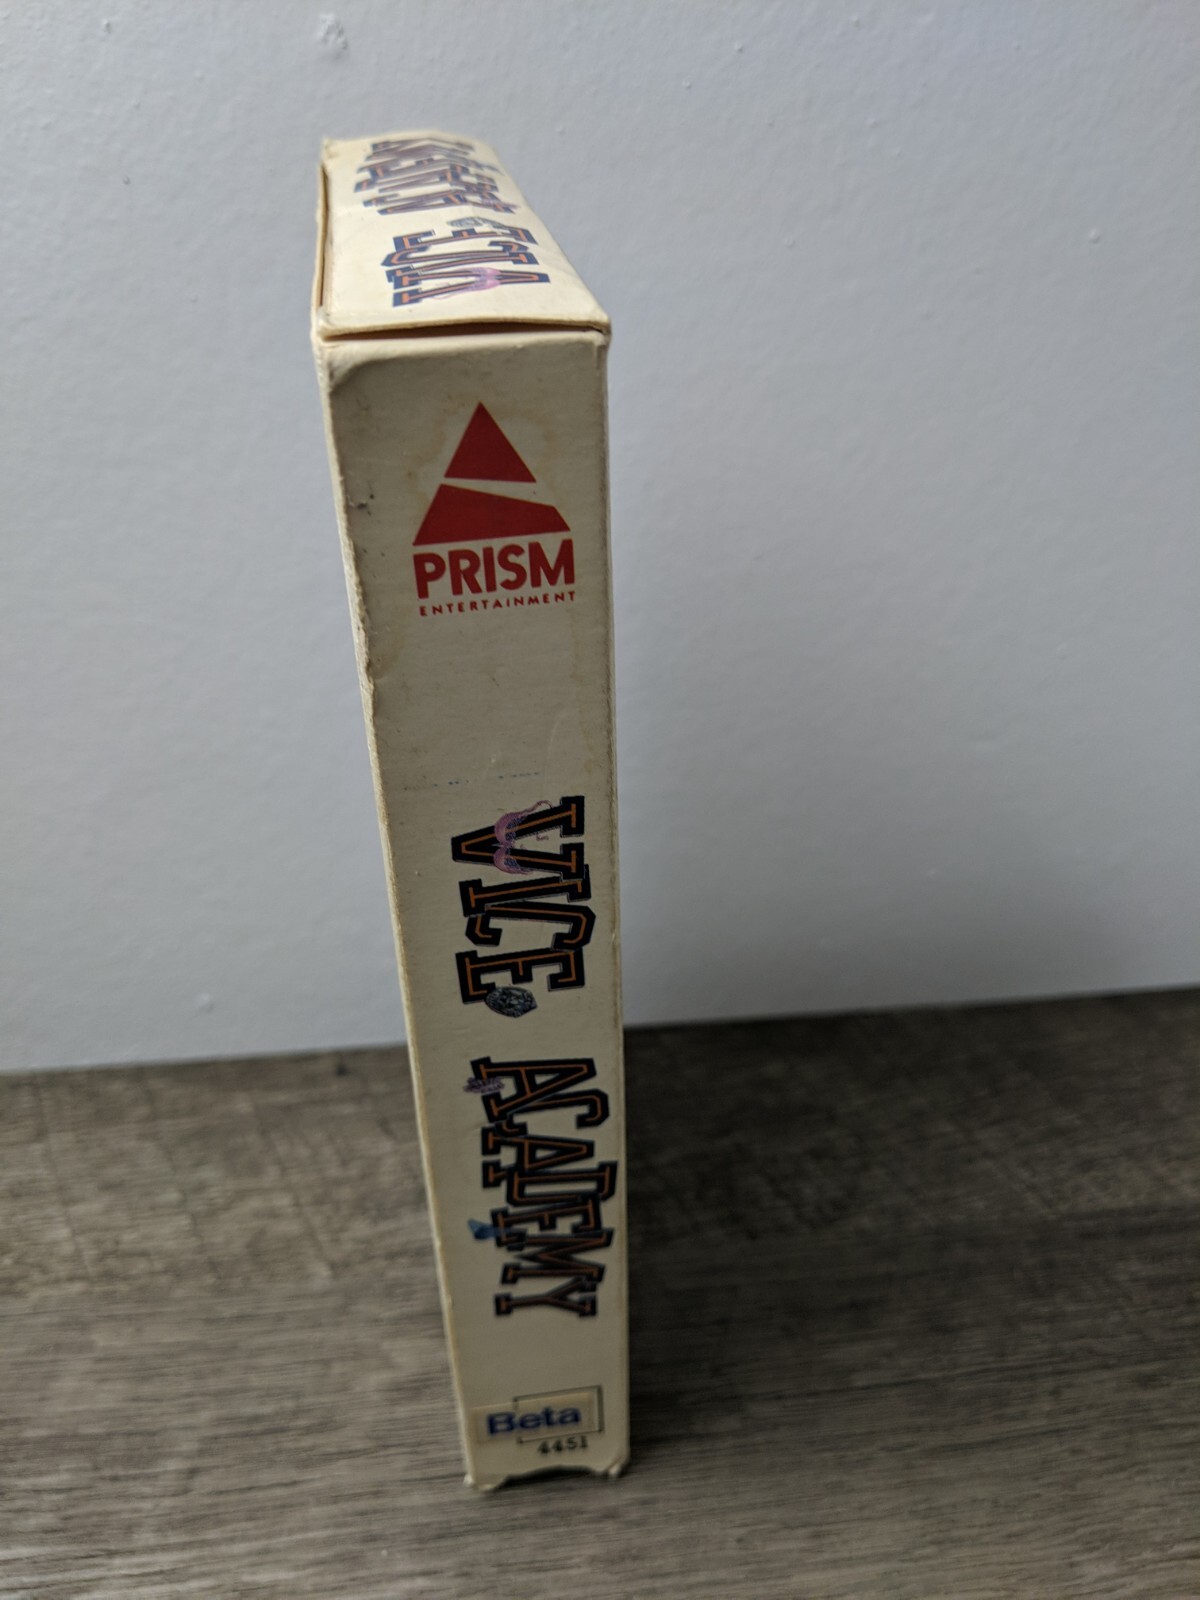 VICE
ACADEMY
PRISM
ENTERTAINMENT
VICE ACADEMY
Beta
4451